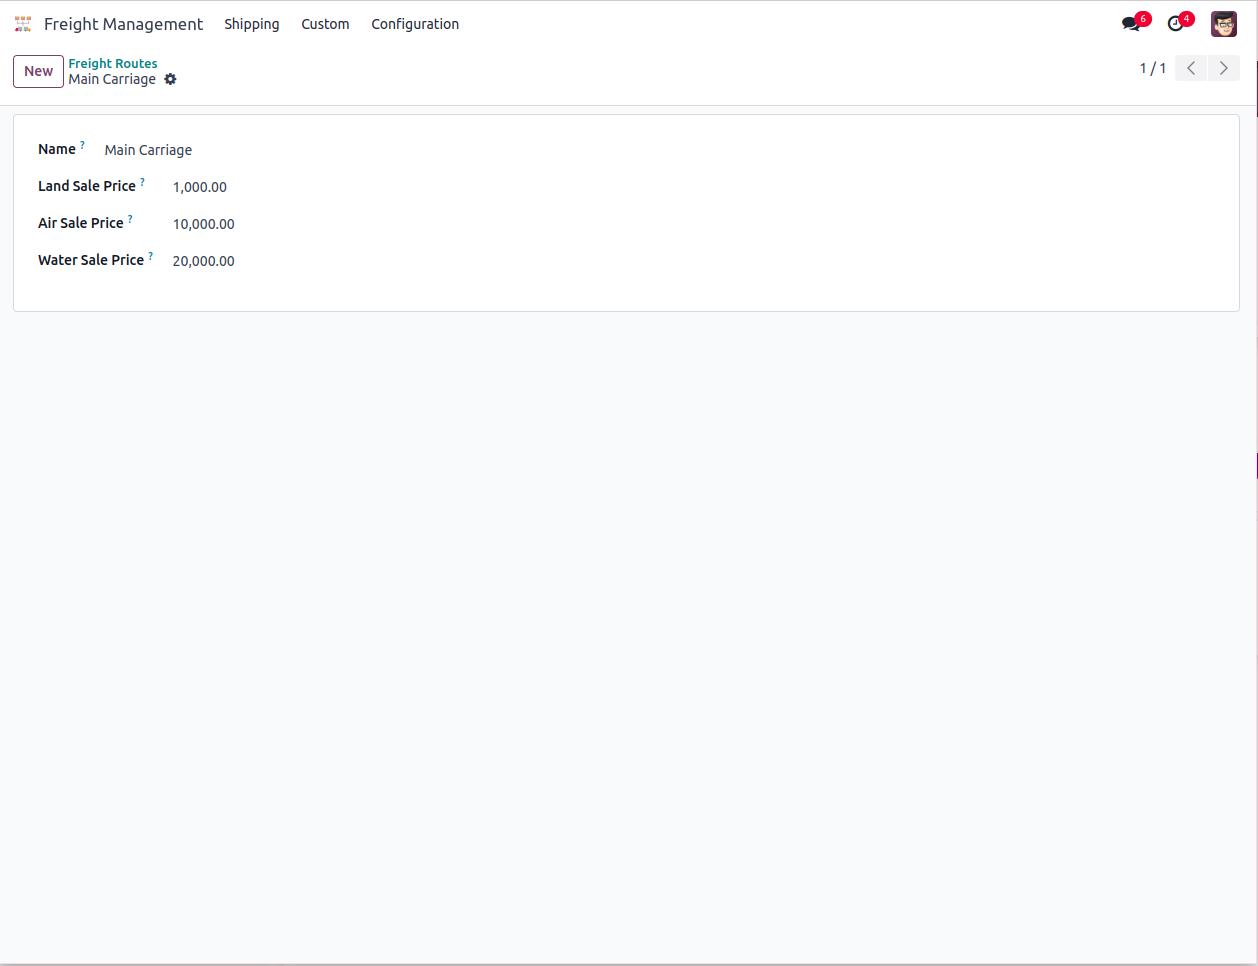 Freight Management Shipping Custom Configuration 6 4
New Freight Routes 1 / 1
Main Carriage
Name ? Main Carriage
Land Sale Price ? 1,000.00
Air Sale Price ? 10,000.00
Water Sale Price ? 20,000.00